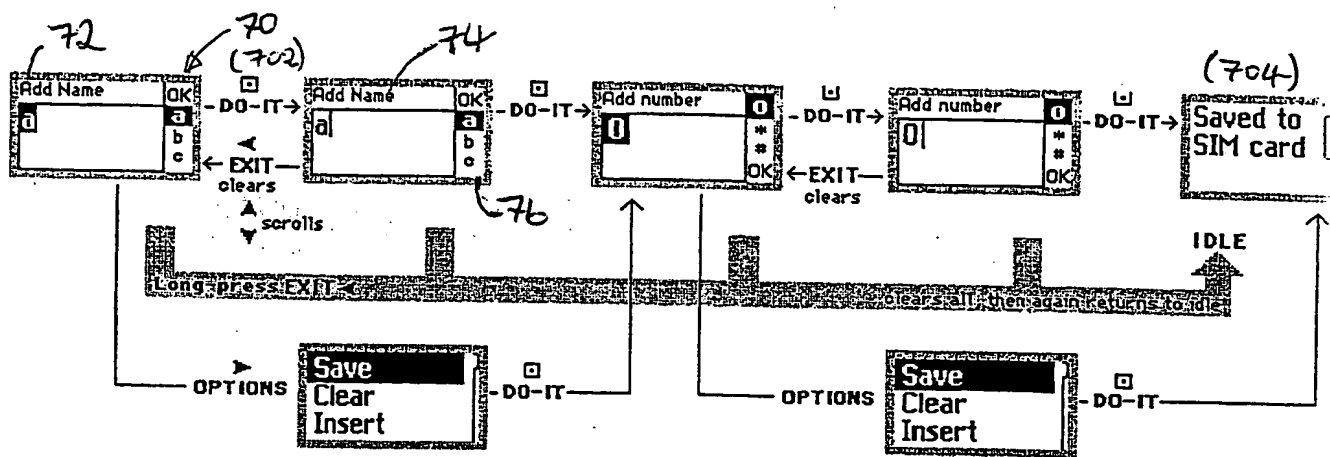 72
70
(702)
74
(704)
Add Name
OK
a
a
b
c
DO-IT
EXIT
clears
scrolls
Add Name
OK
a
a
b
c
76
DO-IT
Add number
0
0
*
#
OK
DO-IT
EXIT
clears
Add number
0
0
*
#
OK
DO-IT
Saved to
SIM card
IDLE
Long press EXIT
clears all, then again returns to idle
OPTIONS
Save
Clear
Insert
DO-IT
OPTIONS
Save
Clear
Insert
DO-IT